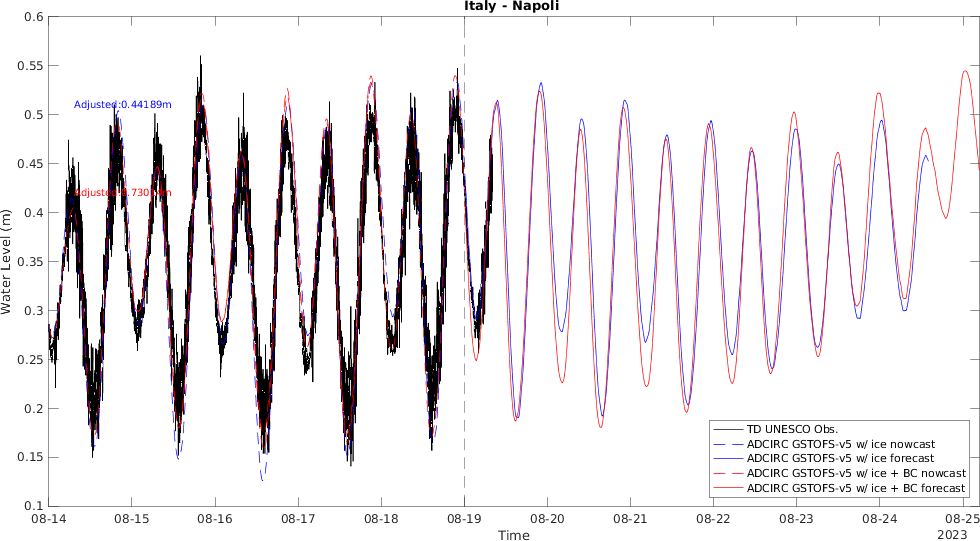 Italy - Napoli
0.6
0.55
0.5
0.45
0.4
0.35
0.3
0.25
0.2
0.15
0.1
Water Level (m)
Adjusted:0.44189m
TD UNESCO Obs.
ADCIRC GSTOFS-v5 w/ ice nowcast
ADCIRC GSTOFS-v5 w/ ice forecast
ADCIRC GSTOFS-v5 w/ ice + BC nowcast
ADCIRC GSTOFS-v5 w/ ice + BC forecast
08-14 08-15 08-16 08-17 08-18 08-19 08-20 08-21 08-22 08-23 08-24 08-25
Time
2023